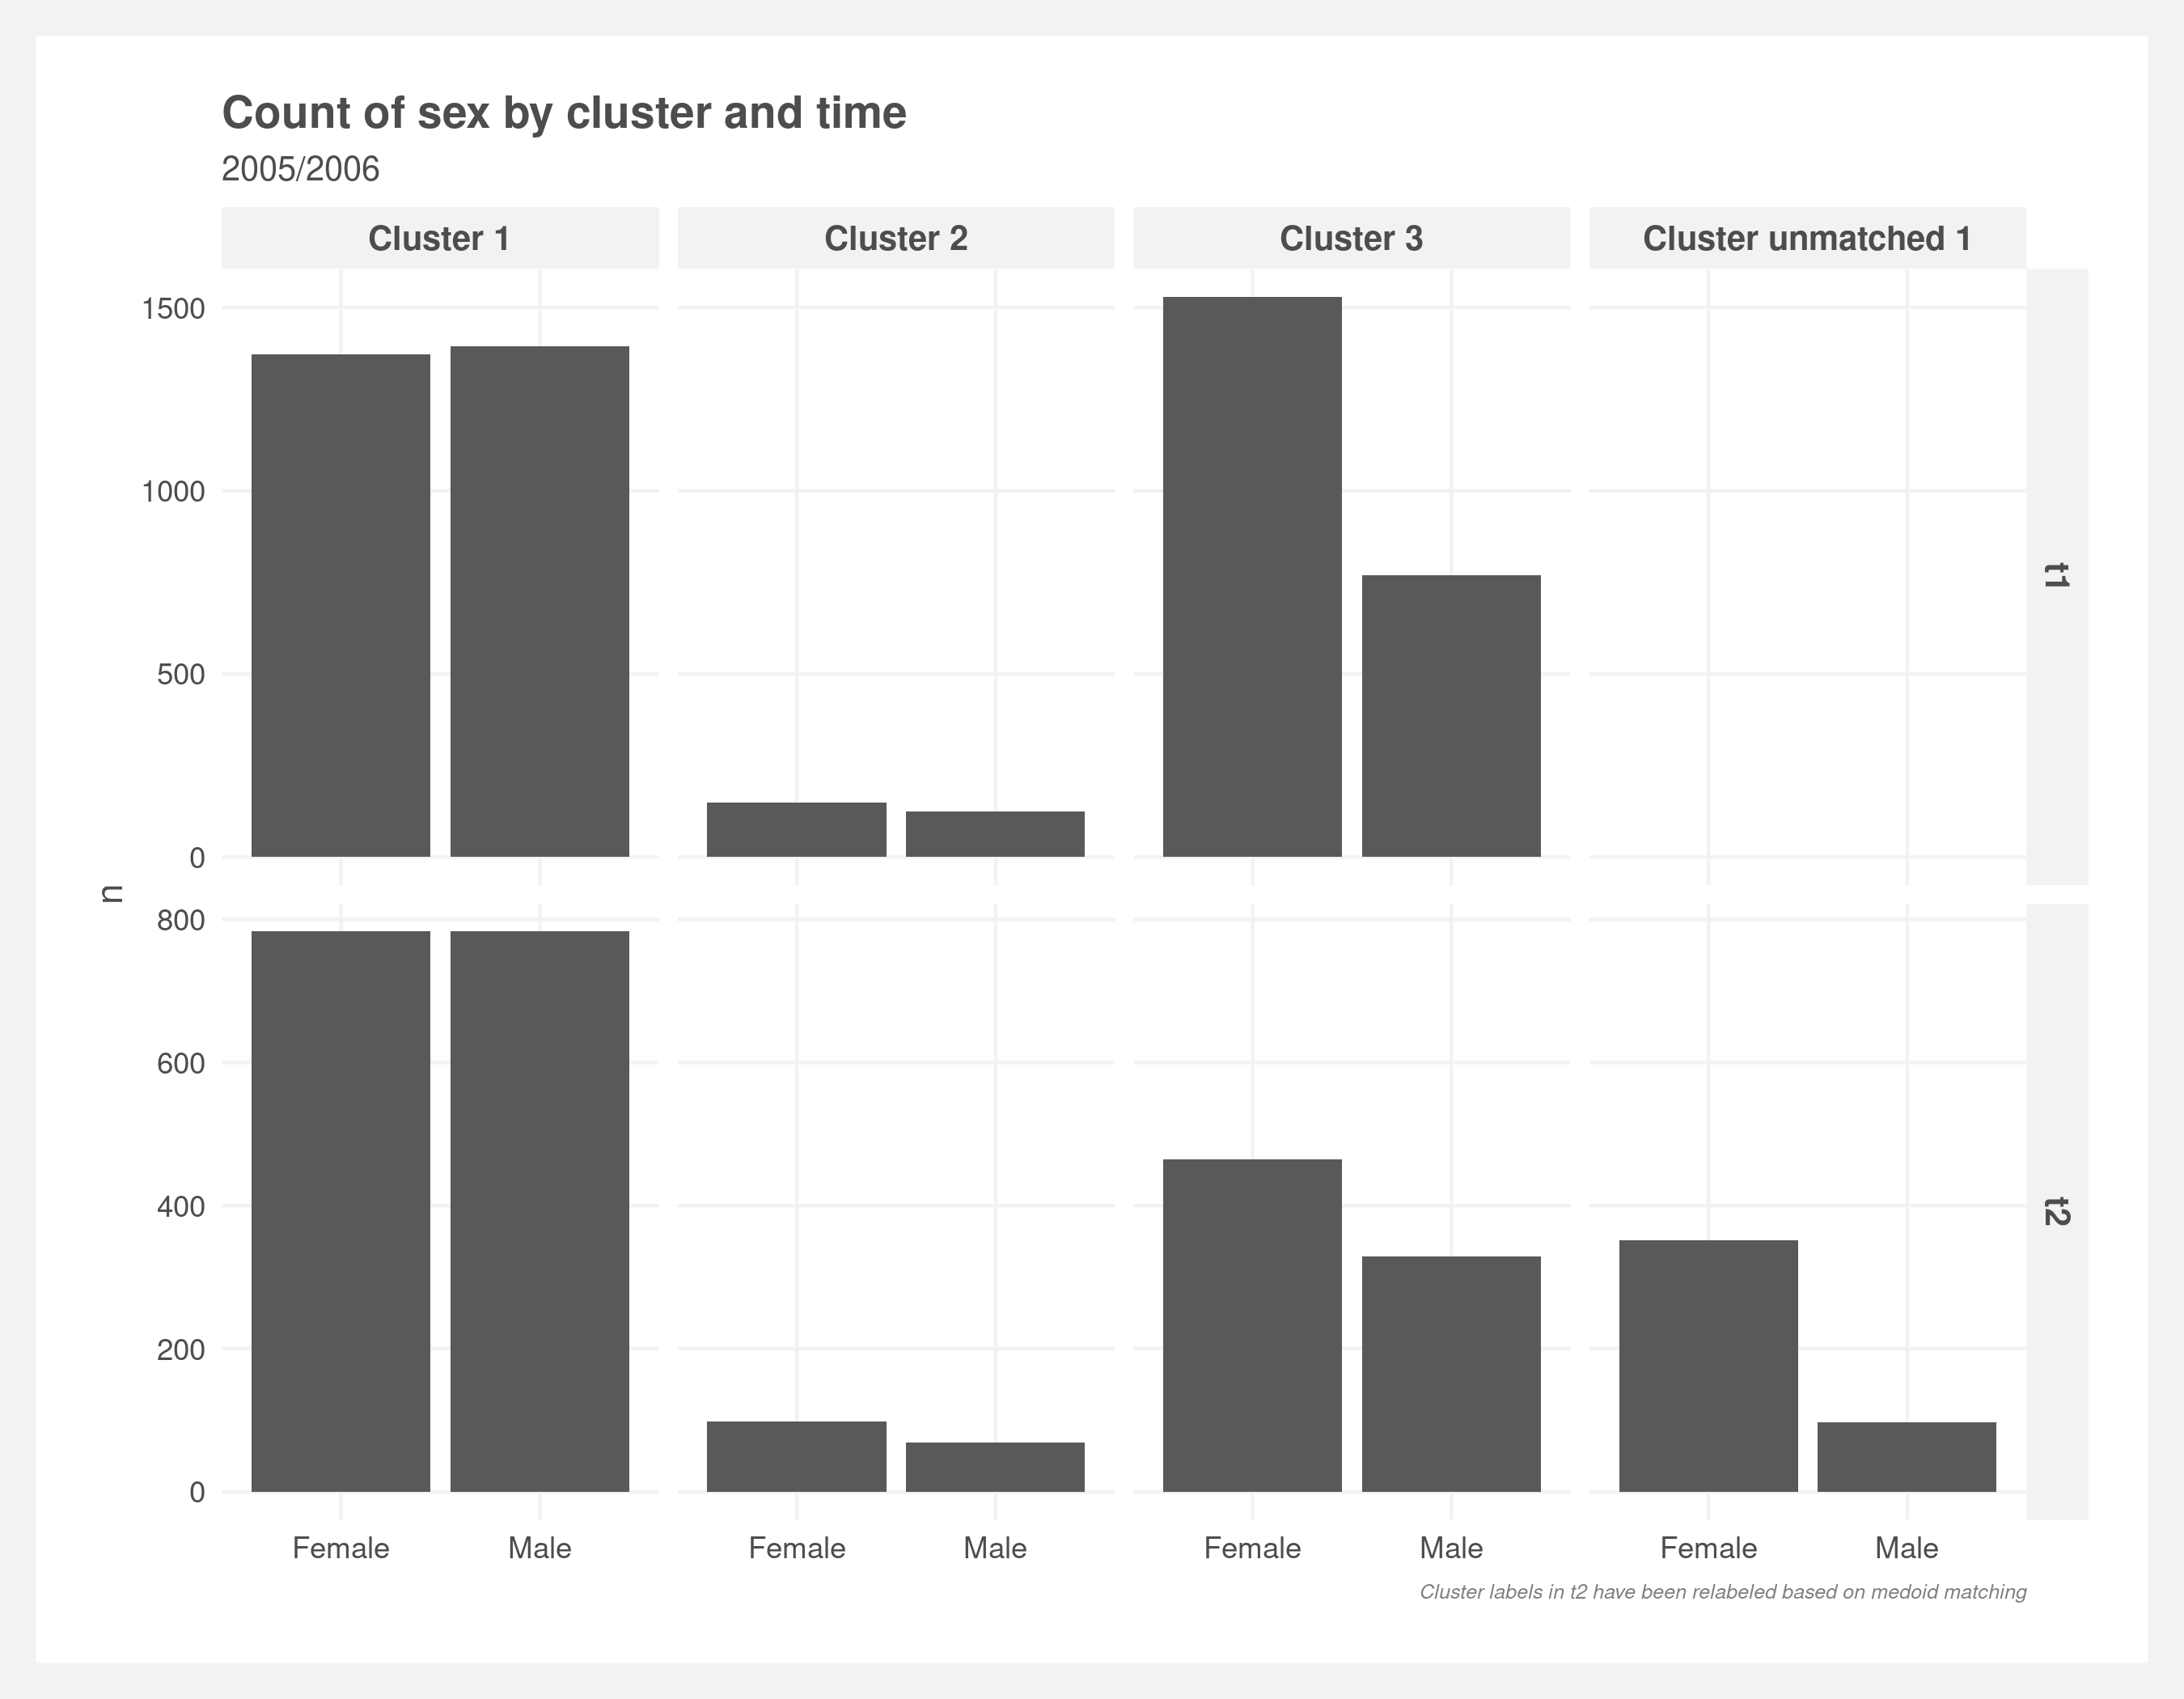 Count of sex by cluster and time
2005/2006
Cluster 1
Cluster 2
Cluster 3
Cluster unmatched 1
1500
1000
500
0
t1
n
800
600
400
200
0
t2
Female
Male
Female
Male
Female
Male
Female
Male
Cluster labels in t2 have been relabeled based on medoid matching